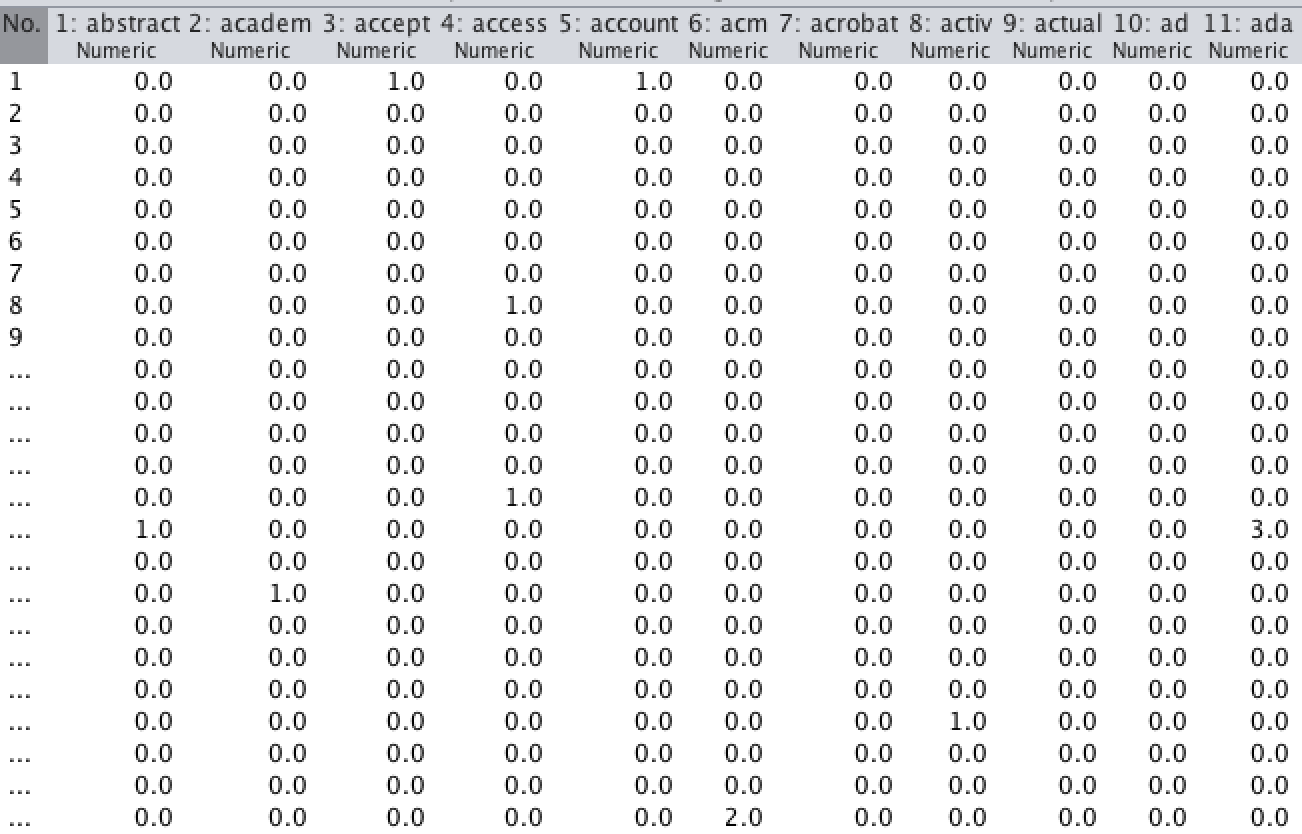 No. 1: abstract 2: academ 3: accept 4: access 5: account 6: acm 7: acrobat 8: activ 9: actual 10: ad 11: ada
Numeric Numeric Numeric Numeric Numeric Numeric Numeric Numeric Numeric Numeric Numeric
1 0.0 0.0 1.0 0.0 1.0 0.0 0.0 0.0 0.0 0.0 0.0
2 0.0 0.0 0.0 0.0 0.0 0.0 0.0 0.0 0.0 0.0 0.0
3 0.0 0.0 0.0 0.0 0.0 0.0 0.0 0.0 0.0 0.0 0.0
4 0.0 0.0 0.0 0.0 0.0 0.0 0.0 0.0 0.0 0.0 0.0
5 0.0 0.0 0.0 0.0 0.0 0.0 0.0 0.0 0.0 0.0 0.0
6 0.0 0.0 0.0 0.0 0.0 0.0 0.0 0.0 0.0 0.0 0.0
7 0.0 0.0 0.0 0.0 0.0 0.0 0.0 0.0 0.0 0.0 0.0
8 0.0 0.0 0.0 1.0 0.0 0.0 0.0 0.0 0.0 0.0 0.0
9 0.0 0.0 0.0 0.0 0.0 0.0 0.0 0.0 0.0 0.0 0.0
... 0.0 0.0 0.0 0.0 0.0 0.0 0.0 0.0 0.0 0.0 0.0
... 0.0 0.0 0.0 0.0 0.0 0.0 0.0 0.0 0.0 0.0 0.0
... 0.0 0.0 0.0 0.0 0.0 0.0 0.0 0.0 0.0 0.0 0.0
... 0.0 0.0 0.0 0.0 0.0 0.0 0.0 0.0 0.0 0.0 0.0
... 0.0 0.0 0.0 1.0 0.0 0.0 0.0 0.0 0.0 0.0 0.0
... 1.0 0.0 0.0 0.0 0.0 0.0 0.0 0.0 0.0 0.0 3.0
... 0.0 0.0 0.0 0.0 0.0 0.0 0.0 0.0 0.0 0.0 0.0
... 0.0 1.0 0.0 0.0 0.0 0.0 0.0 0.0 0.0 0.0 0.0
... 0.0 0.0 0.0 0.0 0.0 0.0 0.0 0.0 0.0 0.0 0.0
... 0.0 0.0 0.0 0.0 0.0 0.0 0.0 0.0 0.0 0.0 0.0
... 0.0 0.0 0.0 0.0 0.0 0.0 0.0 0.0 0.0 0.0 0.0
... 0.0 0.0 0.0 0.0 0.0 0.0 0.0 1.0 0.0 0.0 0.0
... 0.0 0.0 0.0 0.0 0.0 0.0 0.0 0.0 0.0 0.0 0.0
... 0.0 0.0 0.0 0.0 0.0 0.0 0.0 0.0 0.0 0.0 0.0
... 0.0 0.0 0.0 0.0 0.0 2.0 0.0 0.0 0.0 0.0 0.0